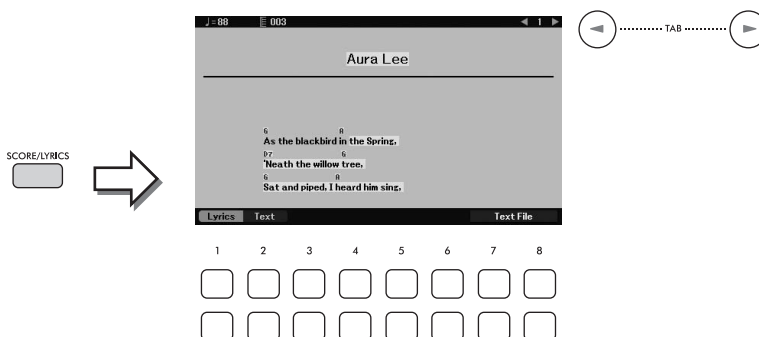 ♩=88 003 ◀ 1 ▶
TAB
Aura Lee
G A
As the blackbird in the Spring,
D7 G
'Neath the willow tree,
G A
Sat and piped, I heard him sing,
SCORE/LYRICS
Lyrics Text Text File
1 2 3 4 5 6 7 8